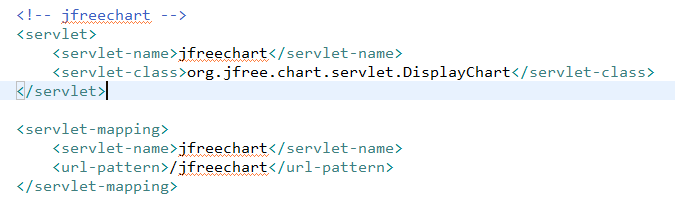 <!-- jfreechart -->
<servlet>
    <servlet-name>jfreechart</servlet-name>
    <servlet-class>org.jfree.chart.servlet.DisplayChart</servlet-class>
</servlet>

<servlet-mapping>
    <servlet-name>jfreechart</servlet-name>
    <url-pattern>/jfreechart</url-pattern>
</servlet-mapping>